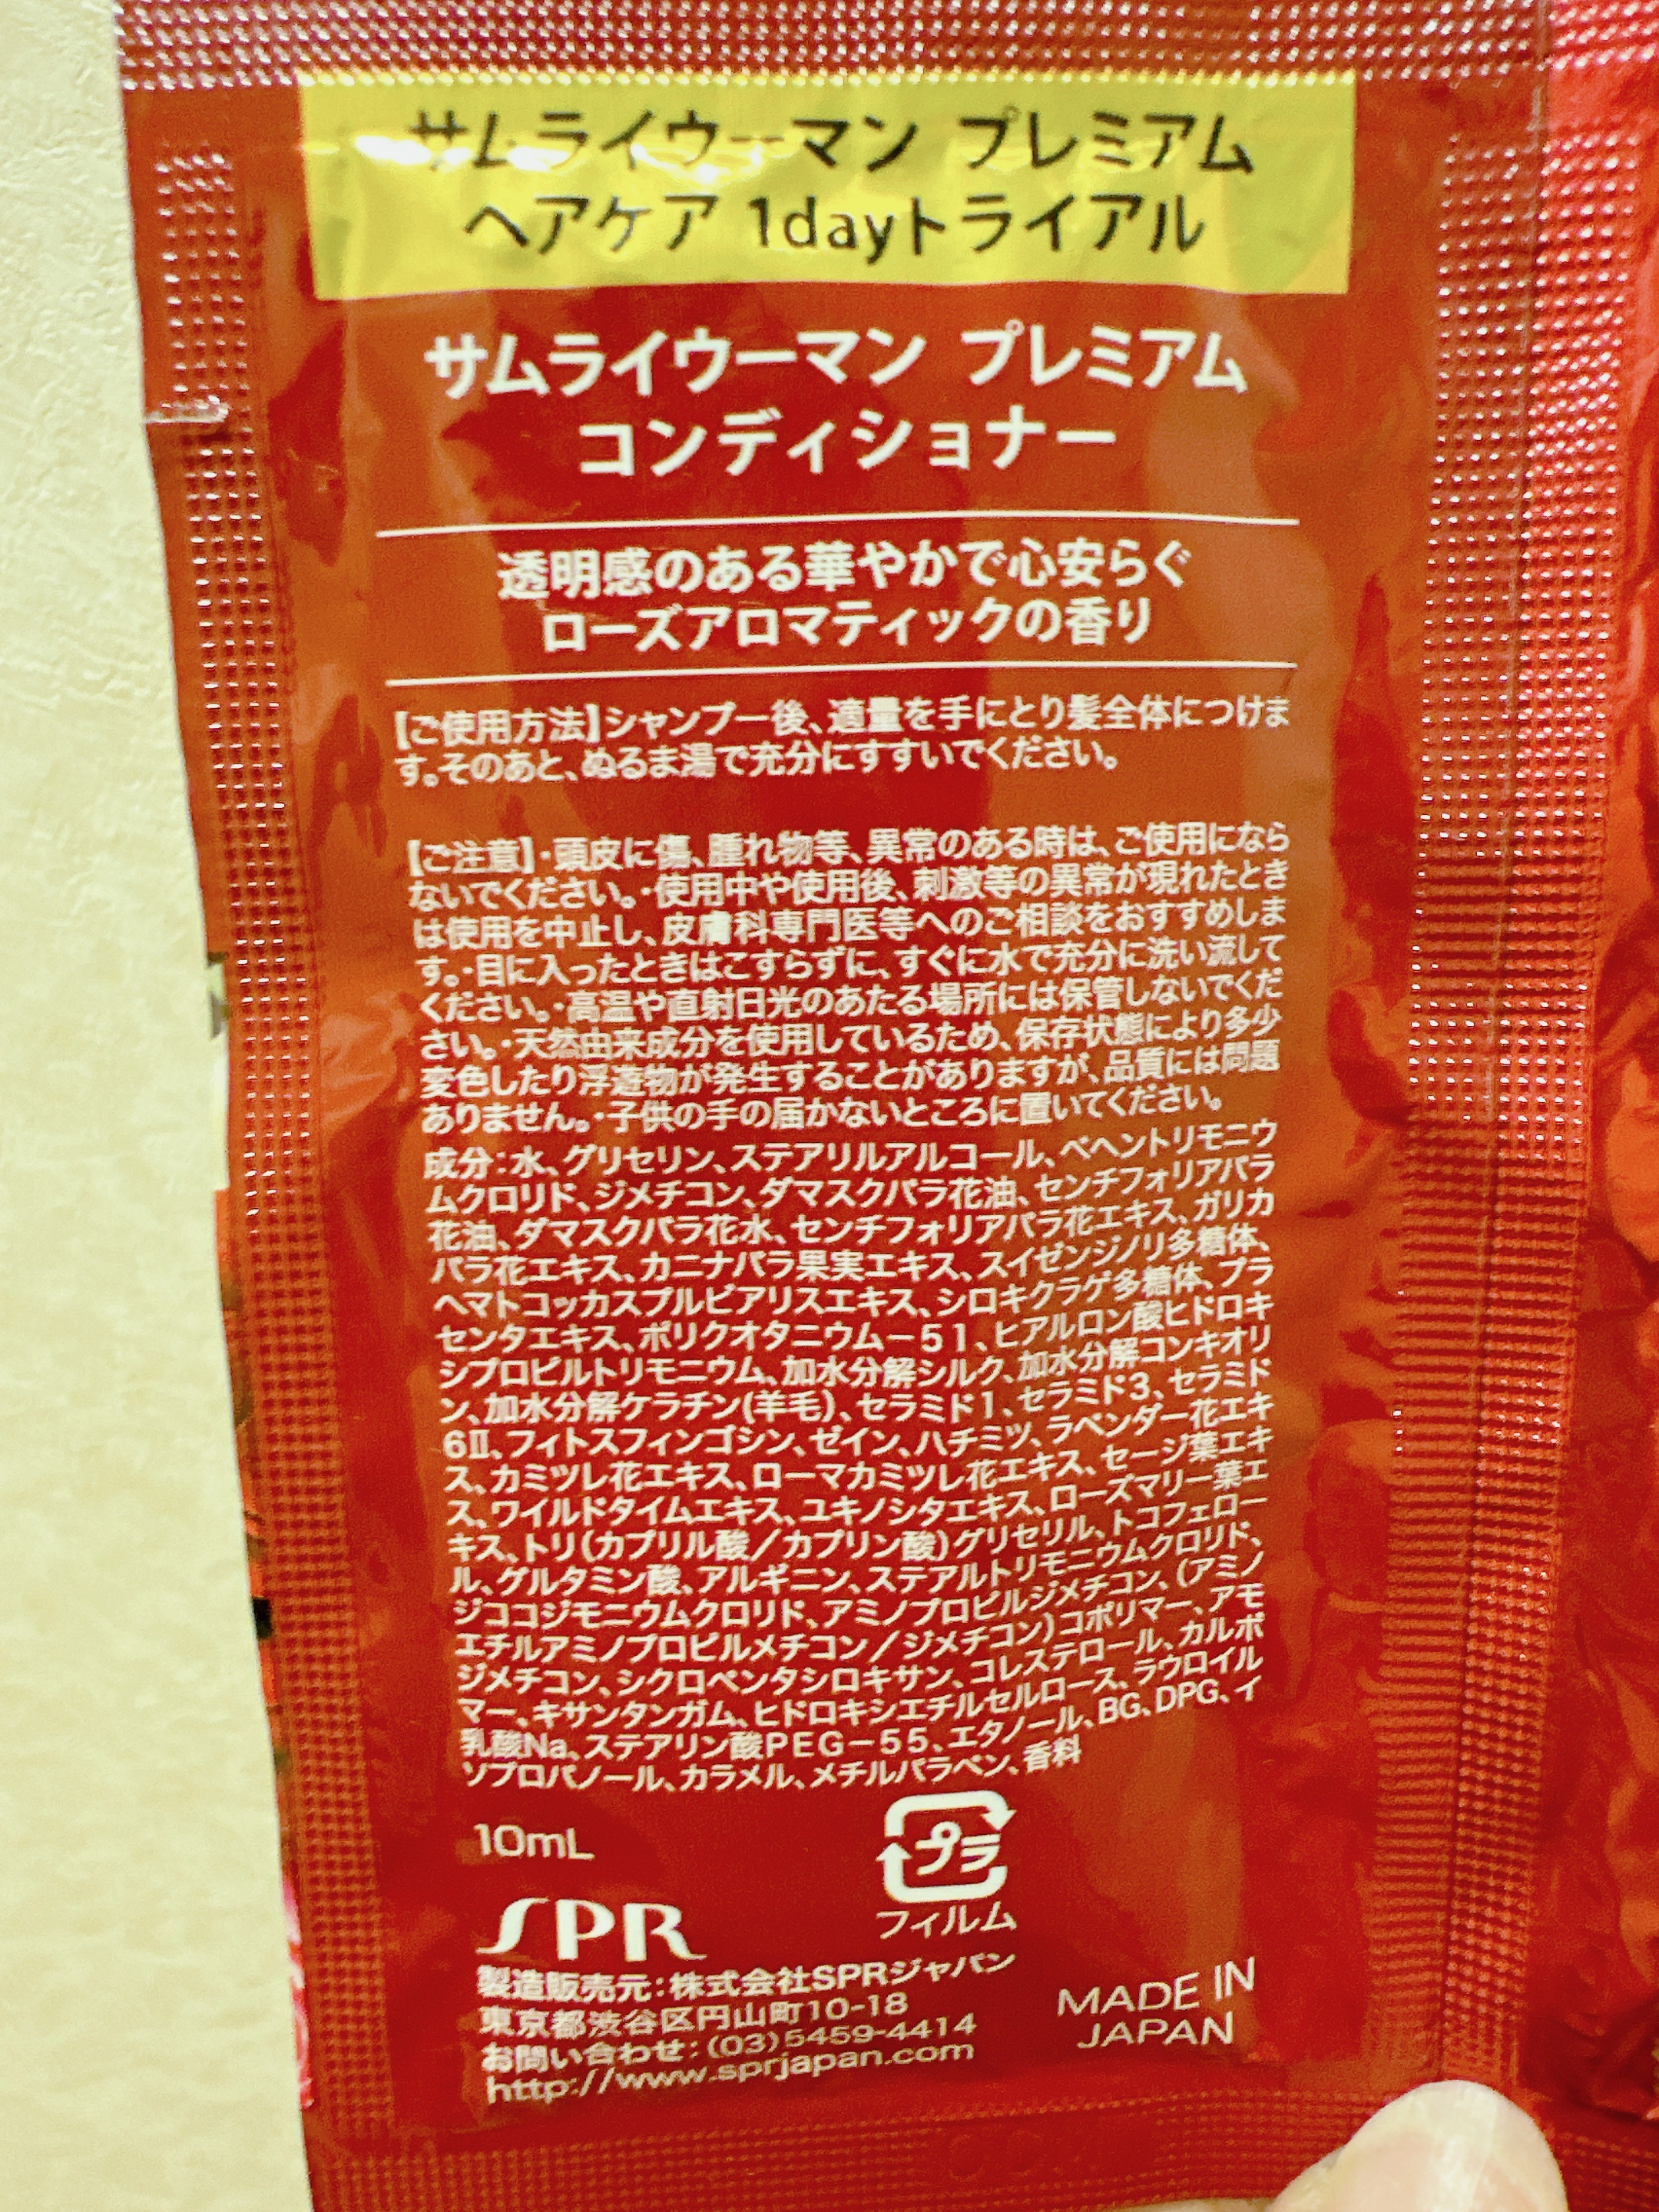 サムライウーマン プレミアム
ヘアケア 1dayトライアル
サムライウーマン プレミアム
コンディショナー
透明感のある華やかで心安らぐ
ローズアロマティックの香り
【ご使用方法】シャンプー後、適量を手にとり髪全体につけま
す。そのあと、ぬるま湯で充分にすすいでください。
【ご注意】・頭皮に傷、腫れ物等、異常のある時は、ご使用になら
ないでください。・使用中や使用後、刺激等の異常が現れたとき
は使用を中止し、皮膚科専門医等へのご相談をおすすめしま
す。・目に入ったときはこすらずに、すぐに水で充分に洗い流して
ください。・高温や直射日光のあたる場所には保管しないでくだ
さい。・天然由来成分を使用しているため、保存状態により多少
変色したり浮遊物が発生することがありますが、品質には問題
ありません。・子供の手の届かないところに置いてください。
成分：水、グリセリン、ステアリルアルコール、ベヘントリモニウ
ムクロリド、ジメチコン、ダマスクバラ花油、センチフォリアバラ
花油、ダマスクバラ花水、センチフォリアバラ花エキス、ガリカ
バラ花エキス、カニナバラ果実エキス、スイゼンジノリ多糖体、
ヘマトコッカスプルビアリスエキス、シロキクラゲ多糖体、プラ
センタエキス、ポリクオタニウム－５１、ヒアルロン酸ヒドロキ
シプロピルトリモニウム、加水分解シルク、加水分解コンキオリ
ン、加水分解ケラチン(羊毛)、セラミド1、セラミド3、セラミド
6Ⅱ、フィトスフィンゴシン、ゼイン、ハチミツ、ラベンダー花エキ
ス、カミツレ花エキス、ローマカミツレ花エキス、セージ葉エキ
ス、ワイルドタイムエキス、ユキノシタエキス、ローズマリー葉エ
キス、トリ(カプリル酸／カプリン酸)グリセリル、トコフェロー
ル、グルタミン酸、アルギニン、ステアルトリモニウムクロリド、
ジココジモニウムクロリド、アミノプロピルジメチコン、(アミノ
エチルアミノプロピルメチコン／ジメチコン)コポリマー、アモ
ジメチコン、シクロペンタシロキサン、コレステロール、カルボ
マー、キサンタンガム、ヒドロキシエチルセルロース、ラウロイル
乳酸Na、ステアリン酸PEG－55、エタノール、BG、DPG、イ
ソプロパノール、カラメル、メチルパラベン、香料
10mL
プラ
フィルム
SPR
製造販売元：株式会社SPRジャパン
東京都渋谷区円山町10-18
お問い合わせ：(03)5459-4414
http://www.sprjapan.com
MADE IN
JAPAN